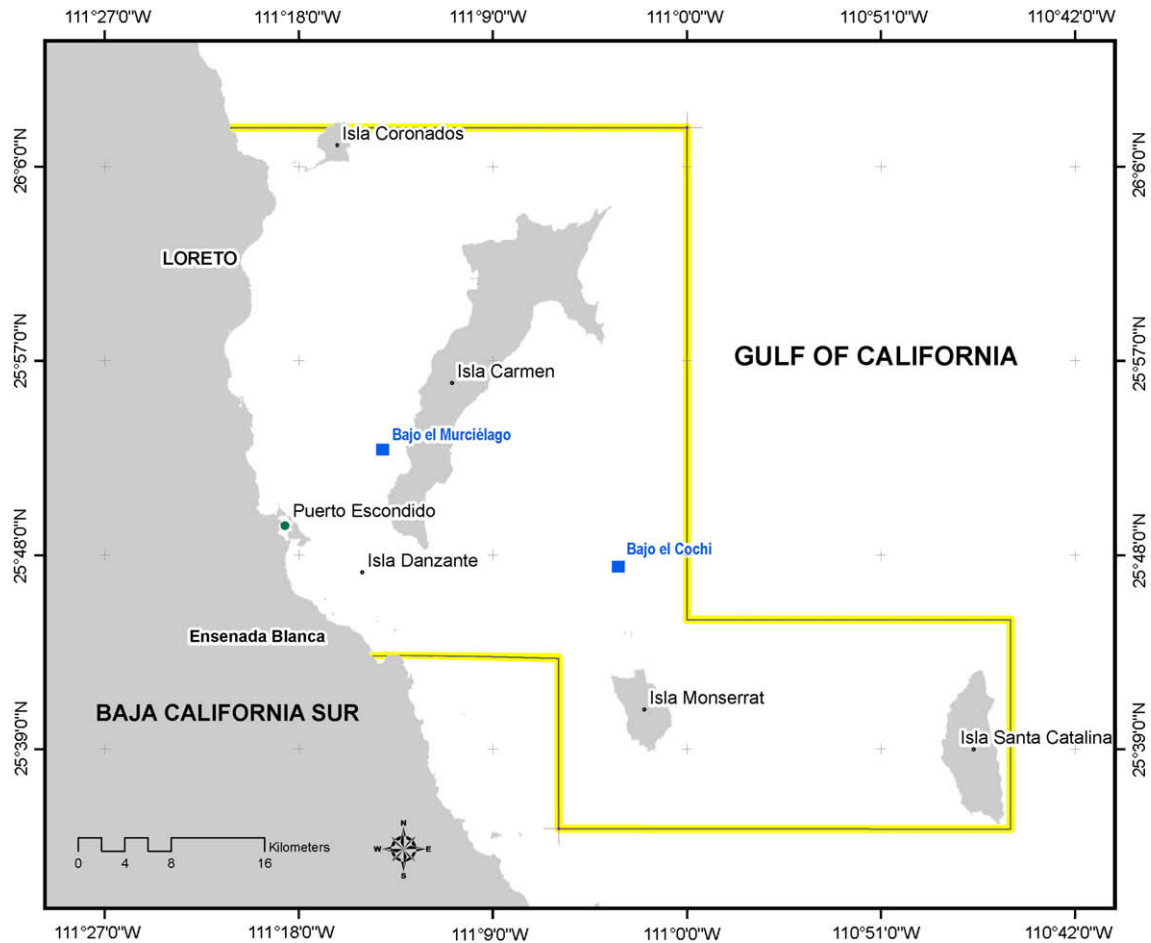 111°27'0"W
111°18'0"W
111°9'0"W
111°0'0"W
110°51'0"W
110°42'0"W
26°6'0"N
26°6'0"N
Isla Coronados
LORETO
25°57'0"N
25°57'0"N
GULF OF CALIFORNIA
Isla Carmen
Bajo el Murciélago
Puerto Escondido
25°48'0"N
25°48'0"N
Bajo el Cochi
Isla Danzante
Ensenada Blanca
Isla Monserrat
BAJA CALIFORNIA SUR
25°39'0"N
25°39'0"N
Isla Santa Catalina
Kilometers
0 4 8 16
N
W E
S
111°27'0"W
111°18'0"W
111°9'0"W
111°0'0"W
110°51'0"W
110°42'0"W